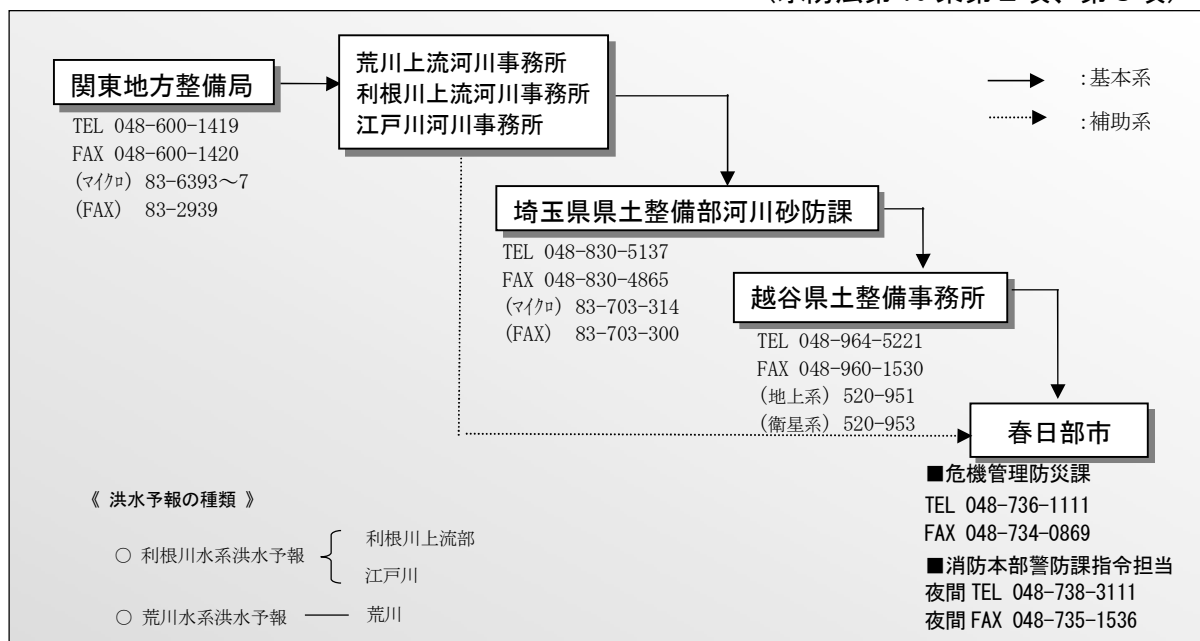 関東地方整備局
TEL 048-600-1419
FAX 048-600-1420
(ﾏｲｸﾛ) 83-6393～7
(FAX) 83-2939
荒川上流河川事務所
利根川上流河川事務所
江戸川河川事務所
:基本系
:補助系
埼玉県県土整備部河川砂防課
TEL 048-830-5137
FAX 048-830-4865
(ﾏｲｸﾛ) 83-703-314
(FAX) 83-703-300
越谷県土整備事務所
TEL 048-964-5221
FAX 048-960-1530
(地上系) 520-951
(衛星系) 520-953
春日部市
■危機管理防災課
TEL 048-736-1111
FAX 048-734-0869
■消防本部警防課指令担当
夜間 TEL 048-738-3111
夜間 FAX 048-735-1536
《 洪水予報の種類 》
○ 利根川水系洪水予報
利根川上流部
江戸川
○ 荒川水系洪水予報 ── 荒川